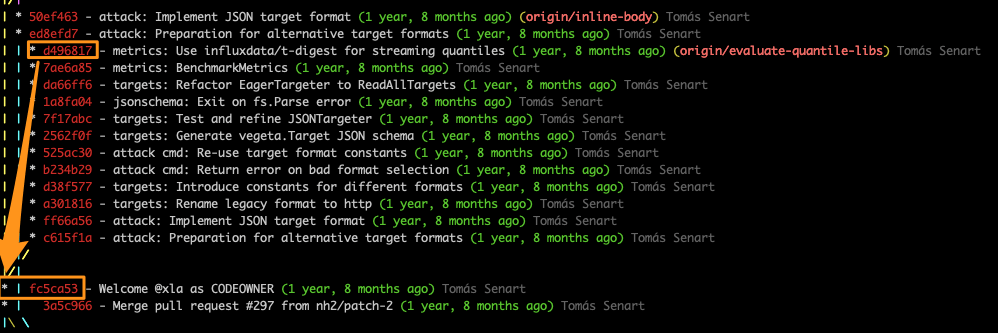 * 50ef463 - attack: Implement JSON target format (1 year, 8 months ago) (origin/inline-body) Tomás Senart
* ed8efd7 - attack: Preparation for alternative target formats (1 year, 8 months ago) Tomás Senart
* d496817 - metrics: Use influxdata/t-digest for streaming quantiles (1 year, 8 months ago) (origin/evaluate-quantile-libs) Tomás Senart
* 7ae6a85 - metrics: BenchmarkMetrics (1 year, 8 months ago) Tomás Senart
* da66ff6 - targets: Refactor EagerTargeter to ReadAllTargets (1 year, 8 months ago) Tomás Senart
* 1a8fa04 - jsonschema: Exit on fs.Parse error (1 year, 8 months ago) Tomás Senart
* 7f17abc - targets: Test and refine JSONTargeter (1 year, 8 months ago) Tomás Senart
* 2562f0f - targets: Generate vegeta.Target JSON schema (1 year, 8 months ago) Tomás Senart
* 525ac30 - attack cmd: Re-use target format constants (1 year, 8 months ago) Tomás Senart
* b234b29 - attack cmd: Return error on bad format selection (1 year, 8 months ago) Tomás Senart
* d38f577 - targets: Introduce constants for different formats (1 year, 8 months ago) Tomás Senart
* a301816 - targets: Rename legacy format to http (1 year, 8 months ago) Tomás Senart
* ff66a56 - attack: Implement JSON target format (1 year, 8 months ago) Tomás Senart
* c615f1a - attack: Preparation for alternative target formats (1 year, 8 months ago) Tomás Senart
* | fc5ca53 - Welcome @xla as CODEOWNER (1 year, 8 months ago) Tomás Senart
* | 3a5c966 - Merge pull request #297 from nh2/patch-2 (1 year, 8 months ago) Tomás Senart